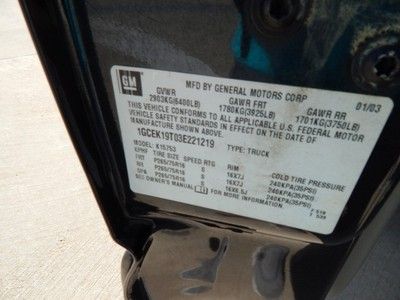 GM
MFD BY GENERAL MOTORS CORP 01/03
GVWR GAWR FRT GAWR RR
2903KG(6400LB) 1780KG(3925LB) 1701KG(3750LB)
THIS VEHICLE CONFORMS TO ALL APPLICABLE U.S. FEDERAL MOTOR
VEHICLE SAFETY STANDARDS IN EFFECT ON THE DATE OF
MANUFACTURE SHOWN ABOVE.
1GCEK19T03E221219 TYPE: TRUCK
MODEL: K15753
TIRE SIZE SPEED RTG RIM COLD TIRE PRESSURE
FRT P265/75R16 S 16X7J 240KPA(35PSI)
RR P265/75R16 S 16X7J 240KPA(35PSI)
SPA P265/75R16 S 16X6.5J 240KPA(35PSI)
SEE OWNER'S MANUAL FOR MORE INFORMATION.